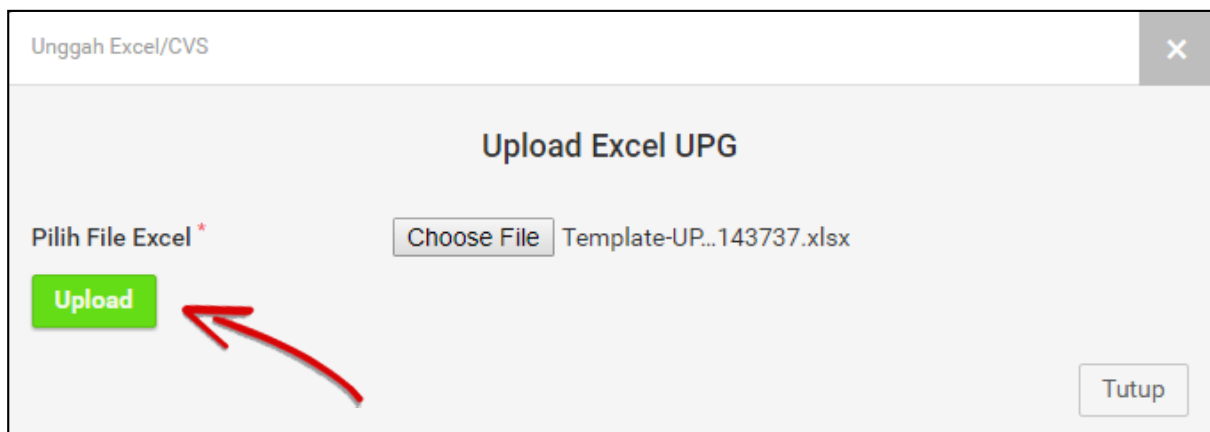 Unggah Excel/CVS
×
Upload Excel UPG
Pilih File Excel * Choose File Template-UP...143737.xlsx
Upload
Tutup